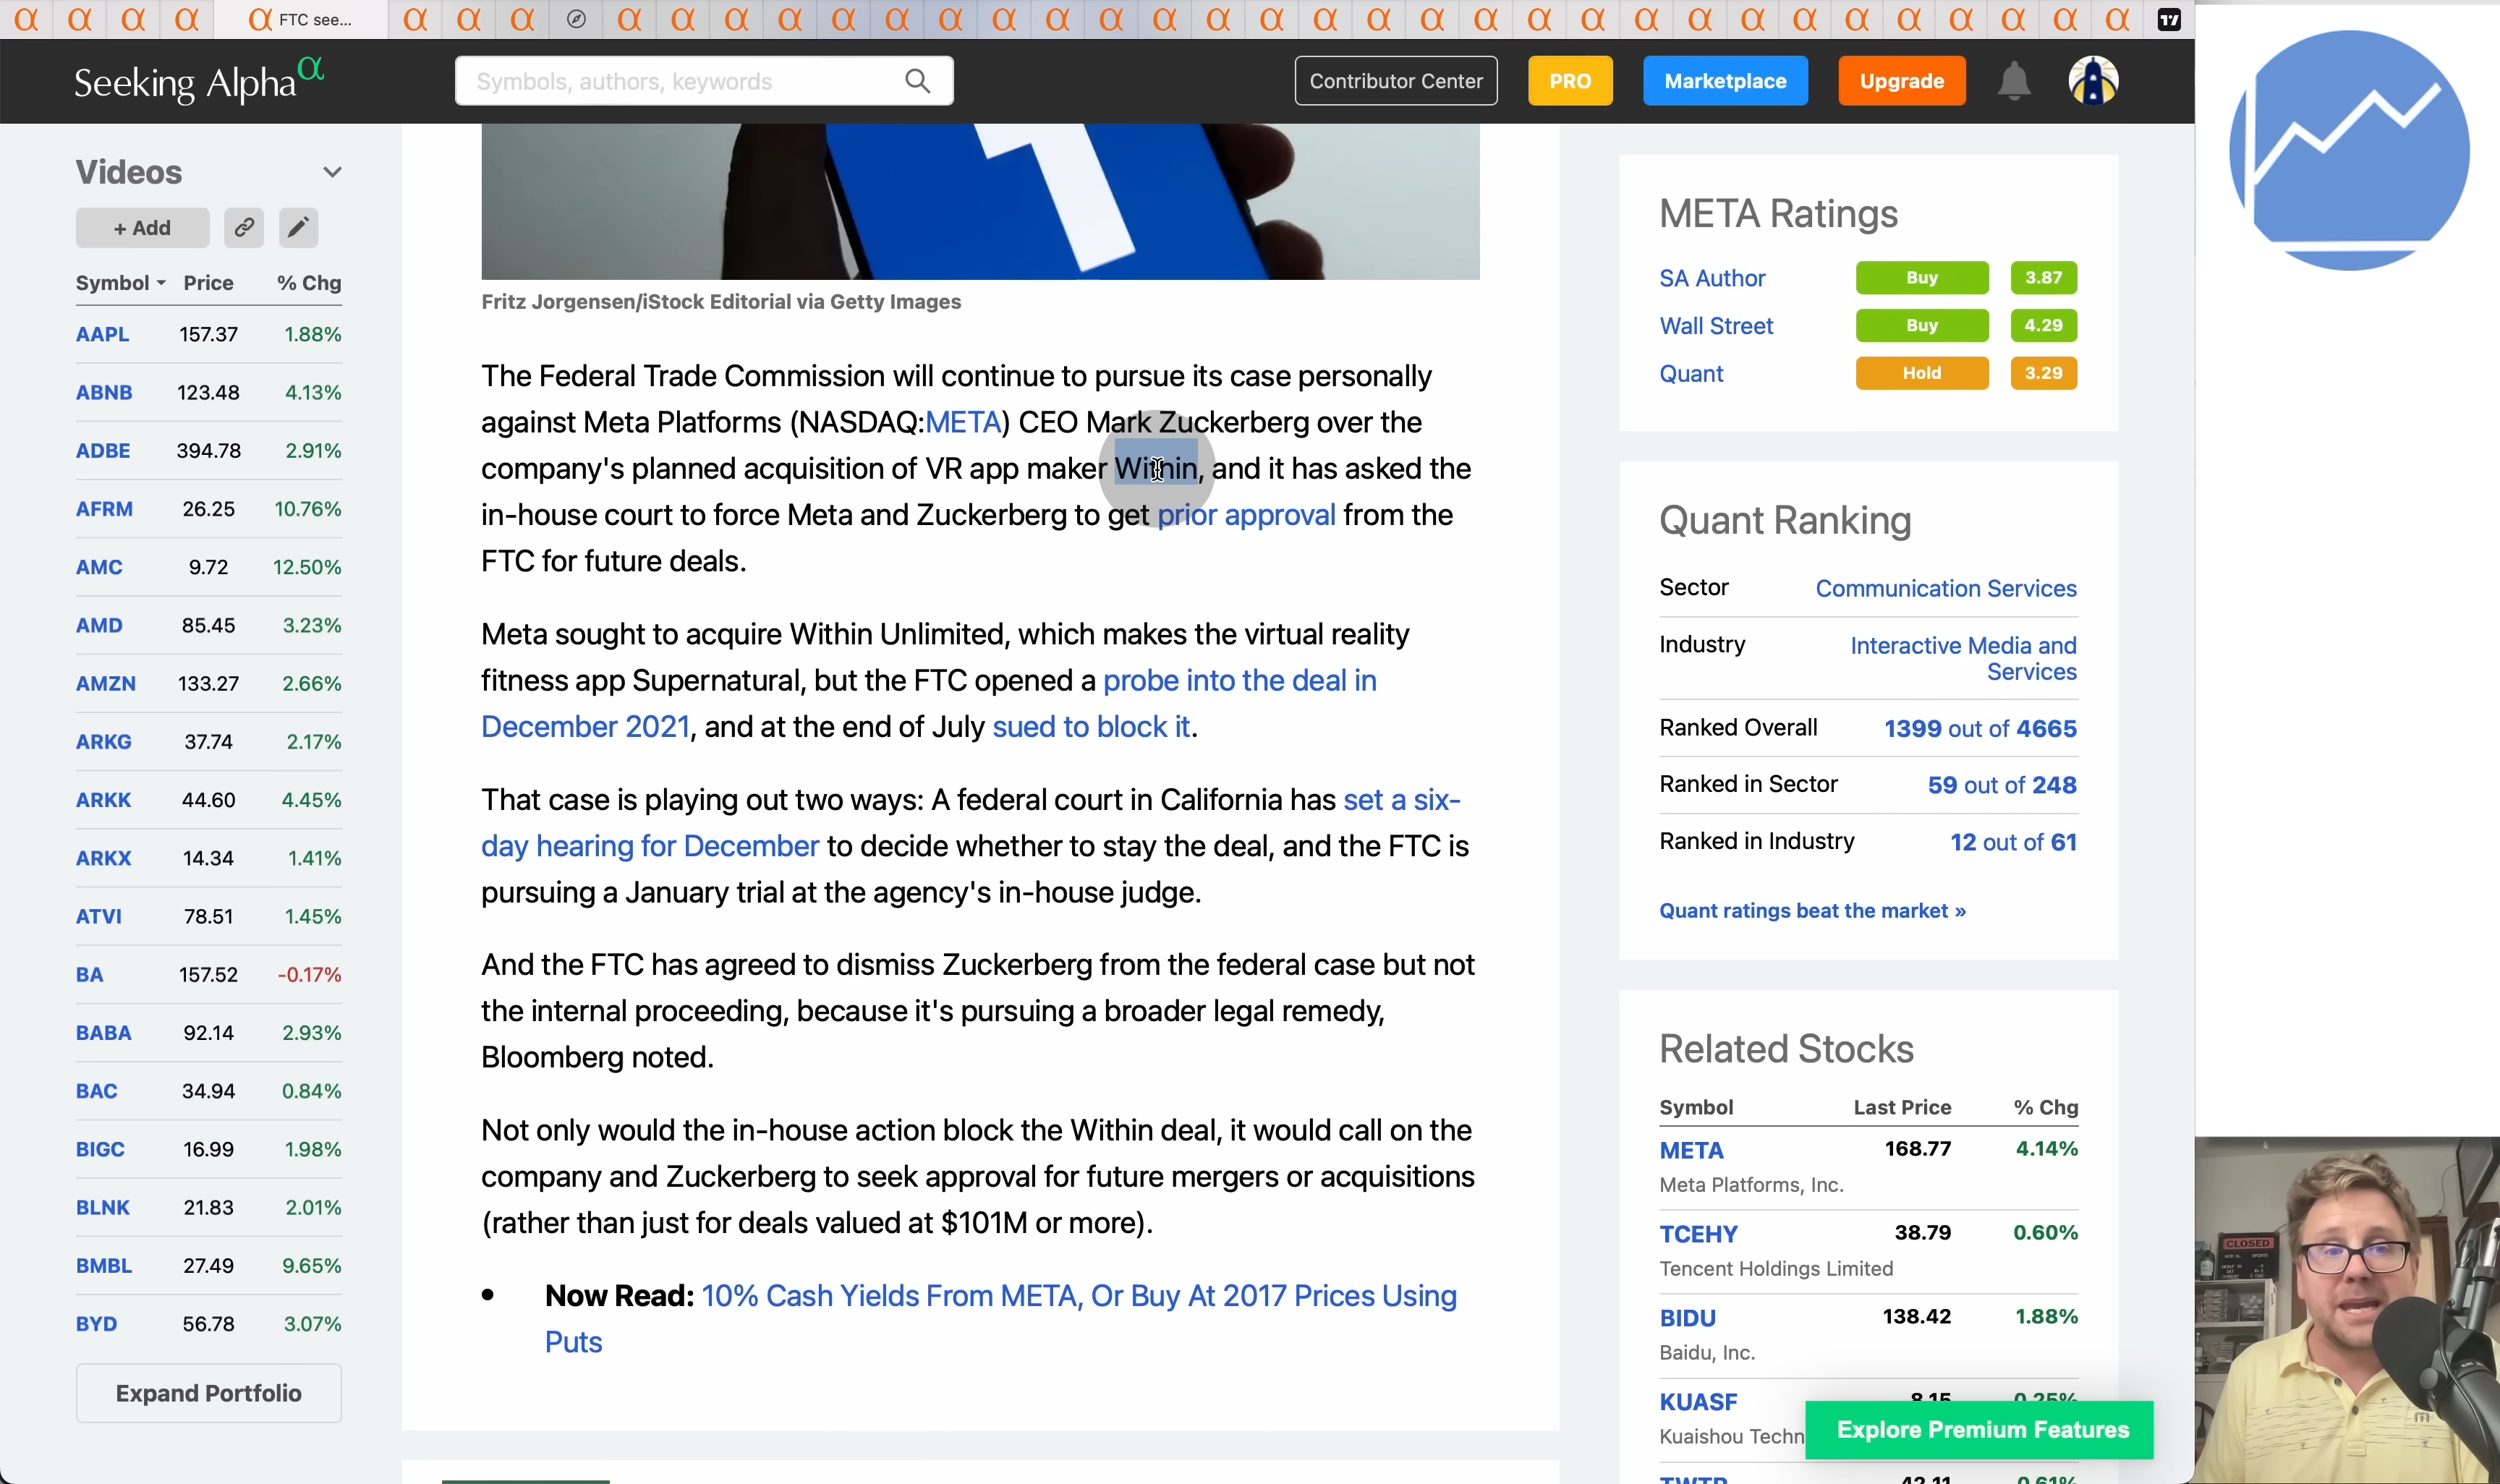 FTC see...
Seeking Alpha α
Symbols, authors, keywords
Contributor Center
PRO
Marketplace
Upgrade
Videos
+ Add
Symbol Price % Chg
AAPL 157.37 1.88%
ABNB 123.48 4.13%
ADBE 394.78 2.91%
AFRM 26.25 10.76%
AMC 9.72 12.50%
AMD 85.45 3.23%
AMZN 133.27 2.66%
ARKG 37.74 2.17%
ARKK 44.60 4.45%
ARKX 14.34 1.41%
ATVI 78.51 1.45%
BA 157.52 -0.17%
BABA 92.14 2.93%
BAC 34.94 0.84%
BIGC 16.99 1.98%
BLNK 21.83 2.01%
BMBL 27.49 9.65%
BYD 56.78 3.07%
Expand Portfolio
Fritz Jorgensen/iStock Editorial via Getty Images
The Federal Trade Commission will continue to pursue its case personally
against Meta Platforms (NASDAQ:META) CEO Mark Zuckerberg over the
company's planned acquisition of VR app maker Within, and it has asked the
in-house court to force Meta and Zuckerberg to get prior approval from the
FTC for future deals.
Meta sought to acquire Within Unlimited, which makes the virtual reality
fitness app Supernatural, but the FTC opened a probe into the deal in
December 2021, and at the end of July sued to block it.
That case is playing out two ways: A federal court in California has set a six-
day hearing for December to decide whether to stay the deal, and the FTC is
pursuing a January trial at the agency's in-house judge.
And the FTC has agreed to dismiss Zuckerberg from the federal case but not
the internal proceeding, because it's pursuing a broader legal remedy,
Bloomberg noted.
Not only would the in-house action block the Within deal, it would call on the
company and Zuckerberg to seek approval for future mergers or acquisitions
(rather than just for deals valued at $101M or more).
• Now Read: 10% Cash Yields From META, Or Buy At 2017 Prices Using
Puts
META Ratings
SA Author Buy 3.87
Wall Street Buy 4.29
Quant Hold 3.29
Quant Ranking
Sector Communication Services
Industry Interactive Media and
Services
Ranked Overall 1399 out of 4665
Ranked in Sector 59 out of 248
Ranked in Industry 12 out of 61
Quant ratings beat the market »
Related Stocks
Symbol Last Price % Chg
META 168.77 4.14%
Meta Platforms, Inc.
TCEHY 38.79 0.60%
Tencent Holdings Limited
BIDU 138.42 1.88%
Baidu, Inc.
KUASF 8.15 0.25%
Kuaishou Techn
Explore Premium Features
TWTR 42.11 0.61%
CLOSED